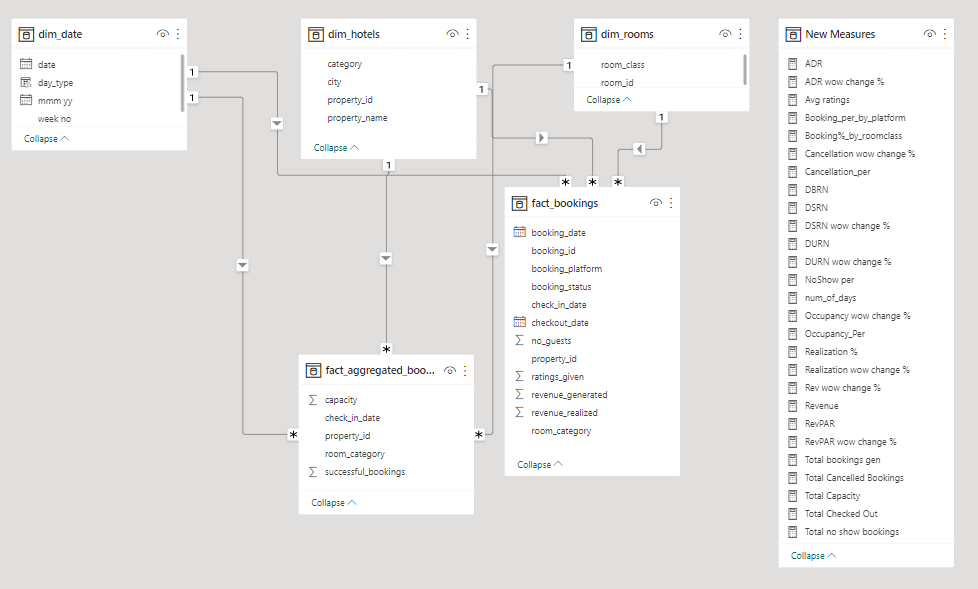 dim_date
date
day_type
mmm yy
week no
Collapse
dim_hotels
category
city
property_id
property_name
Collapse
dim_rooms
room_class
room_id
Collapse
New Measures
ADR
ADR wow change %
Avg ratings
Booking_per_by_platform
Booking%_by_roomclass
Cancellation wow change %
Cancellation_per
DBRN
DSRN
DSRN wow change %
DURN
DURN wow change %
NoShow per
num_of_days
Occupancy wow change %
Occupancy_Per
Realization %
Realization wow change %
Rev wow change %
Revenue
RevPAR
RevPAR wow change %
Total bookings gen
Total Cancelled Bookings
Total Capacity
Total Checked Out
Total no show bookings
Collapse
1
1
1
1
1
1
*
*
*
fact_bookings
booking_date
booking_id
booking_platform
booking_status
check_in_date
checkout_date
no_guests
property_id
ratings_given
revenue_generated
revenue_realized
room_category
Collapse
*
*
*
fact_aggregated_boo...
capacity
check_in_date
property_id
room_category
successful_bookings
Collapse